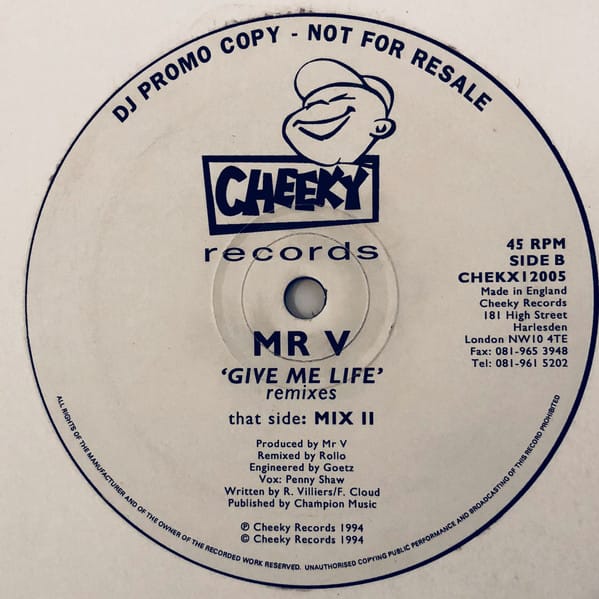 DJ PROMO COPY - NOT FOR RESALE
CHEEKY
records
45 RPM
SIDE B
CHEKX12005
Made in England
Cheeky Records
181 High Street
Harlesden
London NW10 4TE
Fax: 081-965 3948
Tel: 081-961 5202
MR V
'GIVE ME LIFE'
remixes
that side: MIX II
Produced by Mr V
Remixed by Rollo
Engineered by Goetz
Vox: Penny Shaw
Written by R. Villiers/F. Cloud
Published by Champion Music
℗ Cheeky Records 1994
© Cheeky Records 1994
ALL RIGHTS OF THE MANUFACTURER AND OF THE OWNER OF THE RECORDED WORK RESERVED. UNAUTHORISED COPYING PUBLIC PERFORMANCE AND BROADCASTING OF THIS RECORD PROHIBITED